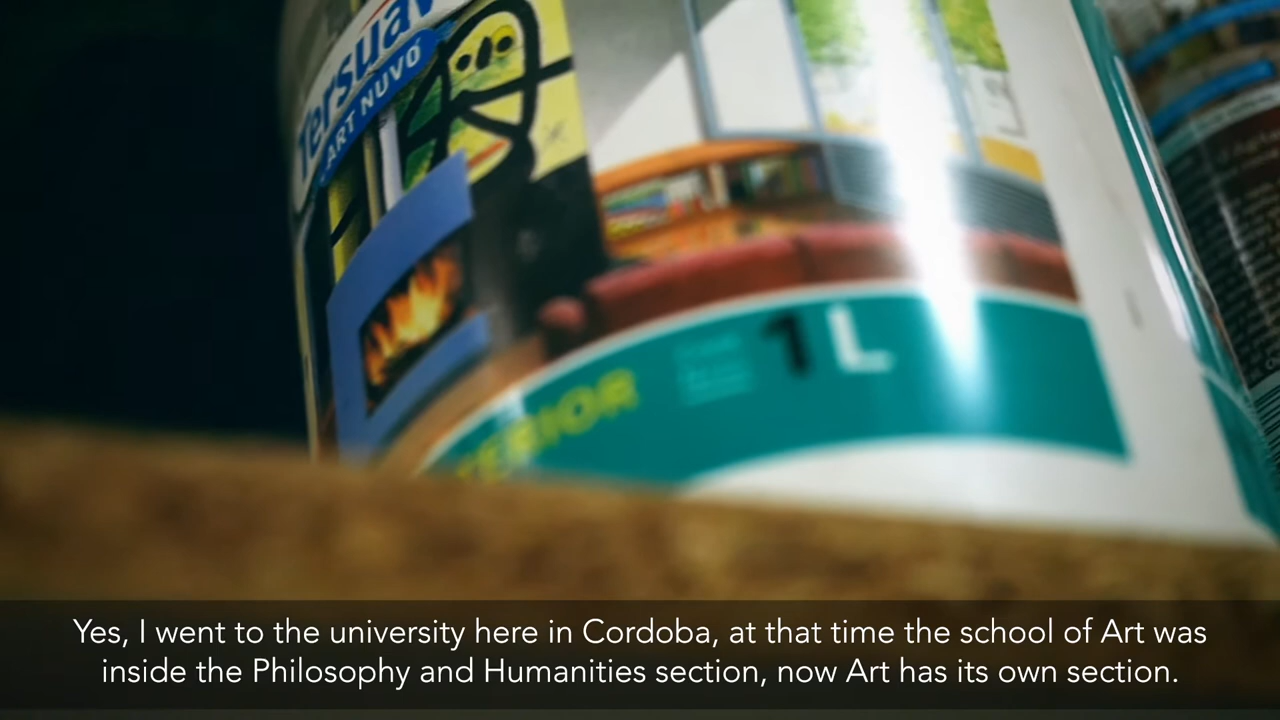 Tersuav
ART NUVO
1 L
ERIOR
Yes, I went to the university here in Cordoba, at that time the school of Art was
inside the Philosophy and Humanities section, now Art has its own section.